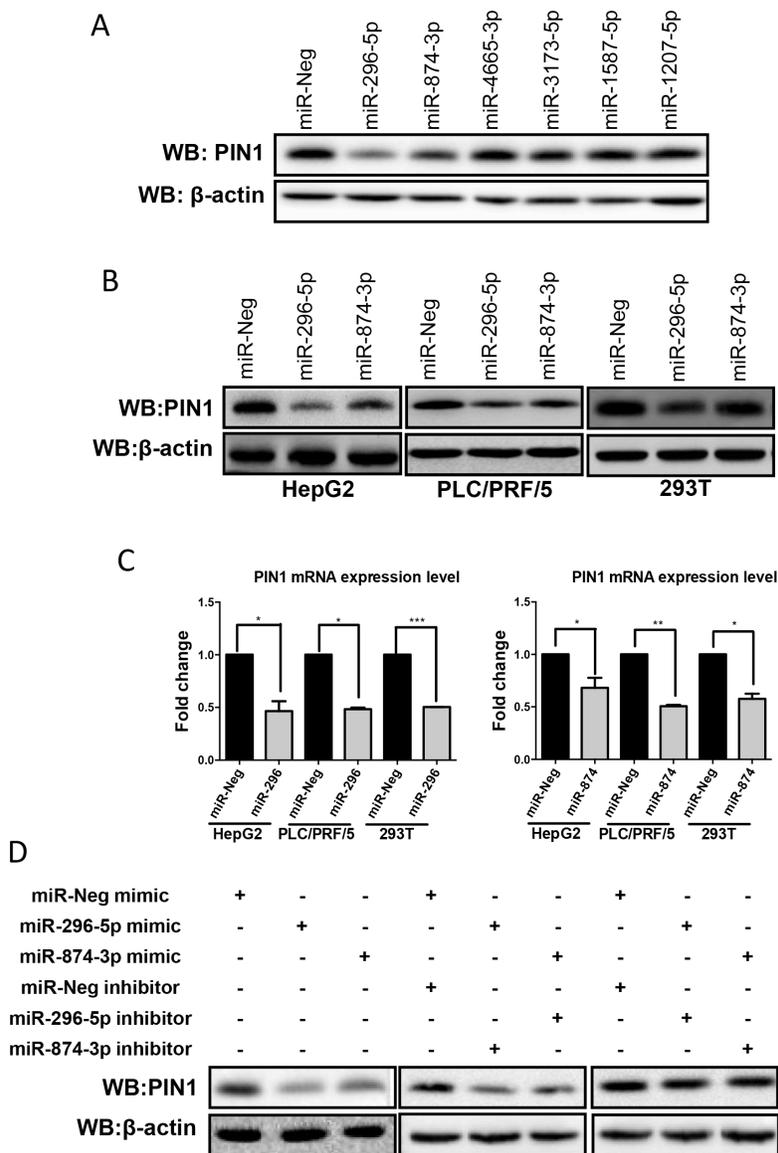 A
miR-Neg
miR-296-5p
miR-874-3p
miR-4665-3p
miR-3173-5p
miR-1587-5p
miR-1207-5p
WB: PIN1
WB: β-actin
B
miR-Neg
miR-296-5p
miR-874-3p
miR-Neg
miR-296-5p
miR-874-3p
miR-Neg
miR-296-5p
miR-874-3p
WB:PIN1
WB:β-actin
HepG2 PLC/PRF/5 293T
C
PIN1 mRNA expression level
Fold change
1.5
1.0
0.5
0.0
* * ***
miR-Neg
miR-296
miR-Neg
miR-296
miR-Neg
miR-296
HepG2 PLC/PRF/5 293T
PIN1 mRNA expression level
Fold change
1.5
1.0
0.5
0.0
* ** *
miR-Neg
miR-874
miR-Neg
miR-874
miR-Neg
miR-874
HepG2 PLC/PRF/5 293T
D
miR-Neg mimic + - - + - - + - -
miR-296-5p mimic - + - - + - - + -
miR-874-3p mimic - - + - - + - - +
miR-Neg inhibitor - - - + - - + - -
miR-296-5p inhibitor - - - - - + - + -
miR-874-3p inhibitor - - - - + - - - +
WB:PIN1
WB:β-actin